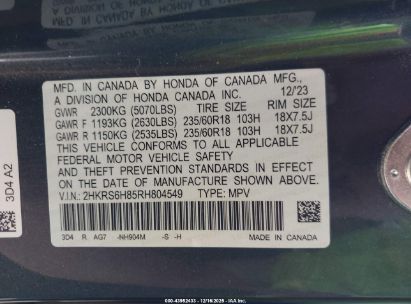 MFD. IN CANADA BY HONDA OF CANADA MFG.,
A DIVISION OF HONDA CANADA INC. 12/23
GVWR 2300KG (5070LBS) TIRE SIZE RIM SIZE
GAWR F 1193KG (2630LBS) 235/60R18 103H 18X7.5J
GAWR R 1150KG (2535LBS) 235/60R18 103H 18X7.5J
THIS VEHICLE CONFORMS TO ALL APPLICABLE
FEDERAL MOTOR VEHICLE SAFETY AND
THEFT PREVENTION STANDARDS IN EFFECT ON
THE DATE OF MANUFACTURE SHOWN ABOVE.
V.I.N.: 2HKRS6H85RH804549 TYPE: MPV
3D4 R. AG7 -NH904M -S -H MADE IN CANADA
3D4 A2